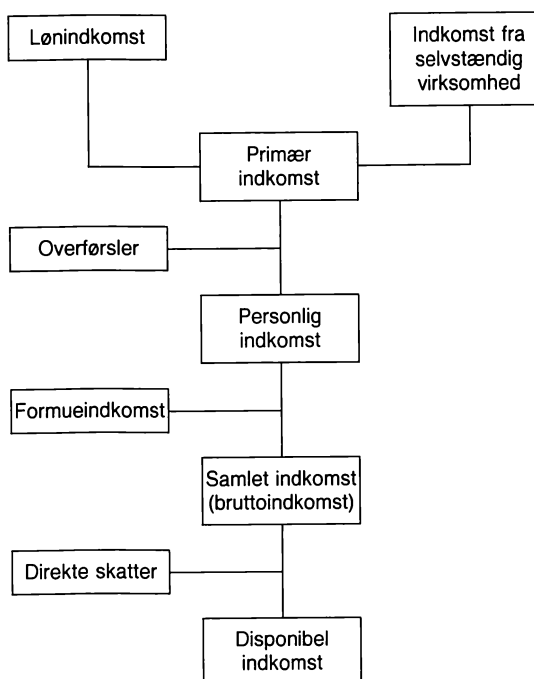 Lønindkomst
Indkomst fra
selvstændig
virksomhed
Primær
indkomst
Overførsler
Personlig
indkomst
Formueindkomst
Samlet indkomst
(bruttoindkomst)
Direkte skatter
Disponibel
indkomst